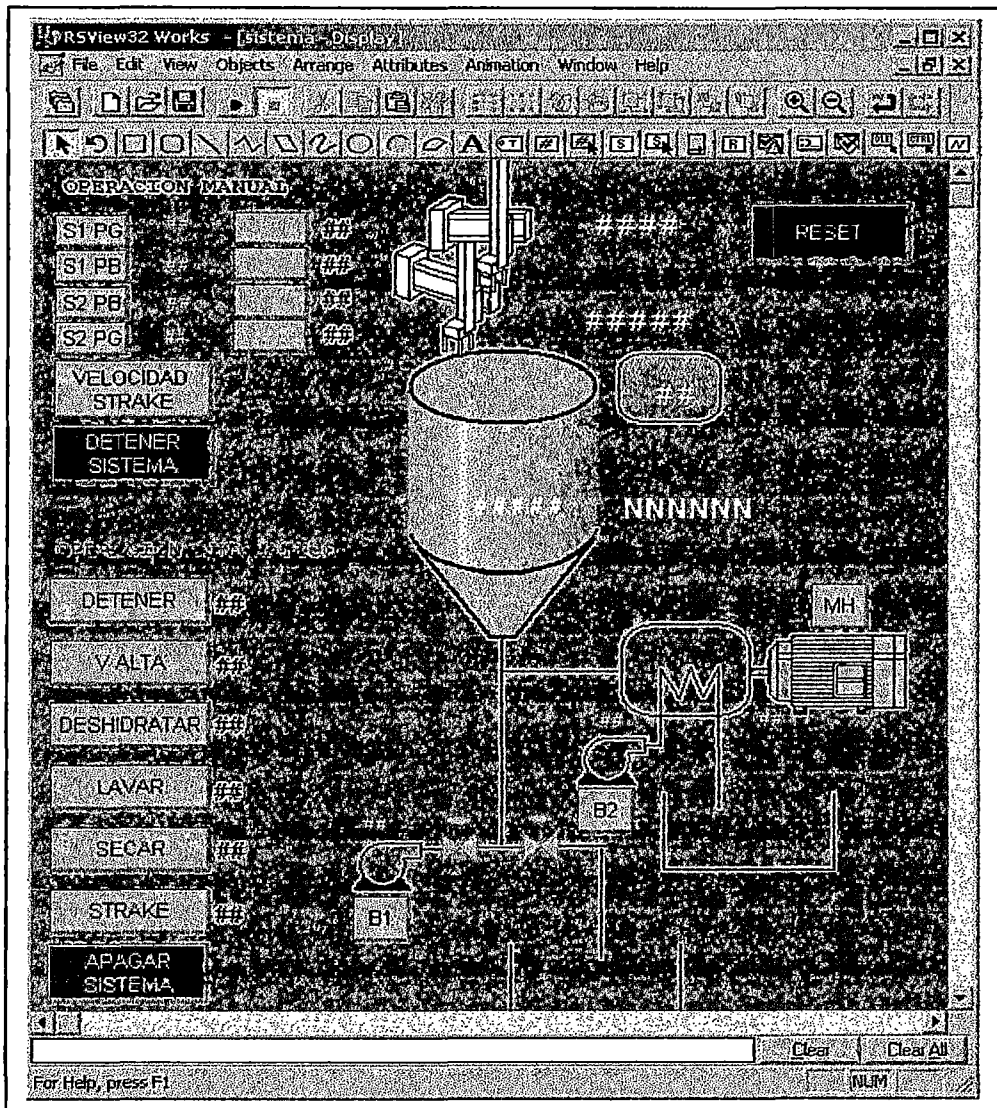 RSView32 Works - [sistema - Display]
File Edit View Objects Arrange Attributes Animation Window Help
OPERACION MANUAL
S1 PG ##
S1 PB ##
S2 PB ##
S2 PG ##
####
RESET
#####
##
VELOCIDAD
STRAKE
DETENER
SISTEMA
##### NNNNNN
DETENER ##
V.ALTA ##
DESHIDRATAR ##
LAVAR ##
SECAR ##
STRAKE ##
APAGAR
SISTEMA
MH
##
B2
##
B1
Clear Clear All
For Help, press F1 NUM